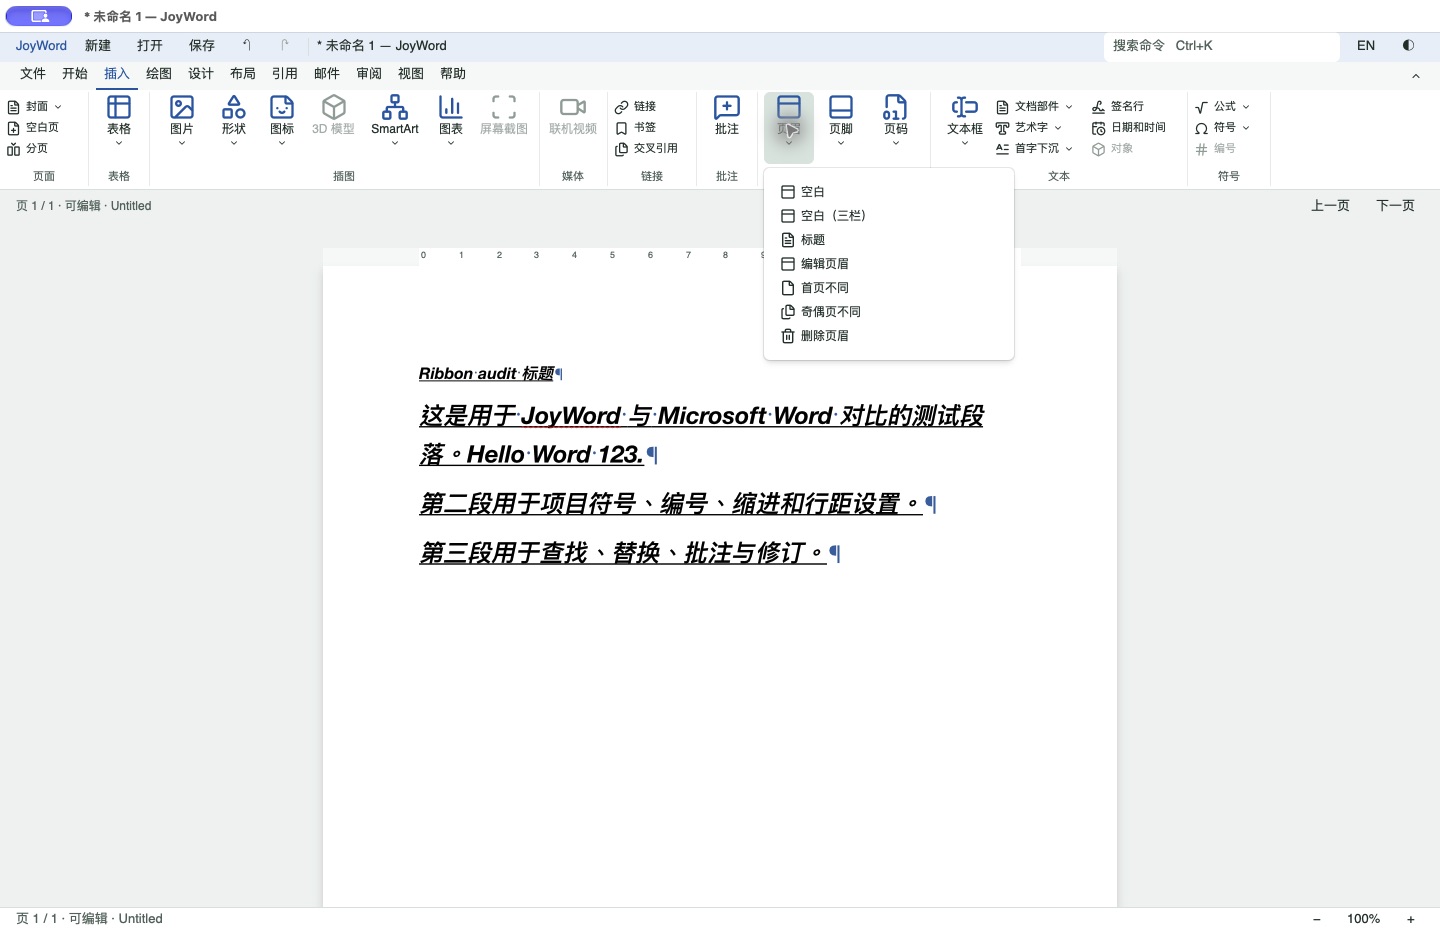 * 未命名 1 — JoyWord
JoyWord 新建 打开 保存 * 未命名 1 — JoyWord 搜索命令 Ctrl+K EN
文件 开始 插入 绘图 设计 布局 引用 邮件 审阅 视图 帮助
封面
空白页
分页
页面
表格
表格
图片
形状
图标
3D 模型
SmartArt
图表
屏幕截图
插图
联机视频
媒体
链接
书签
交叉引用
链接
批注
批注
页脚
页码
文本框
文档部件
艺术字
首字下沉
签名行
日期和时间
对象
文本
公式
符号
编号
符号
空白
空白（三栏）
标题
编辑页眉
首页不同
奇偶页不同
删除页眉
页 1 / 1 · 可编辑 · Untitled 上一页 下一页
0 1 2 3 4 5 6 7 8
Ribbon·audit·标题¶
这是用于·JoyWord·与·Microsoft·Word·对比的测试段
落。Hello·Word·123.¶
第二段用于项目符号、编号、缩进和行距设置。¶
第三段用于查找、替换、批注与修订。¶
页 1 / 1 · 可编辑 · Untitled − 100% +